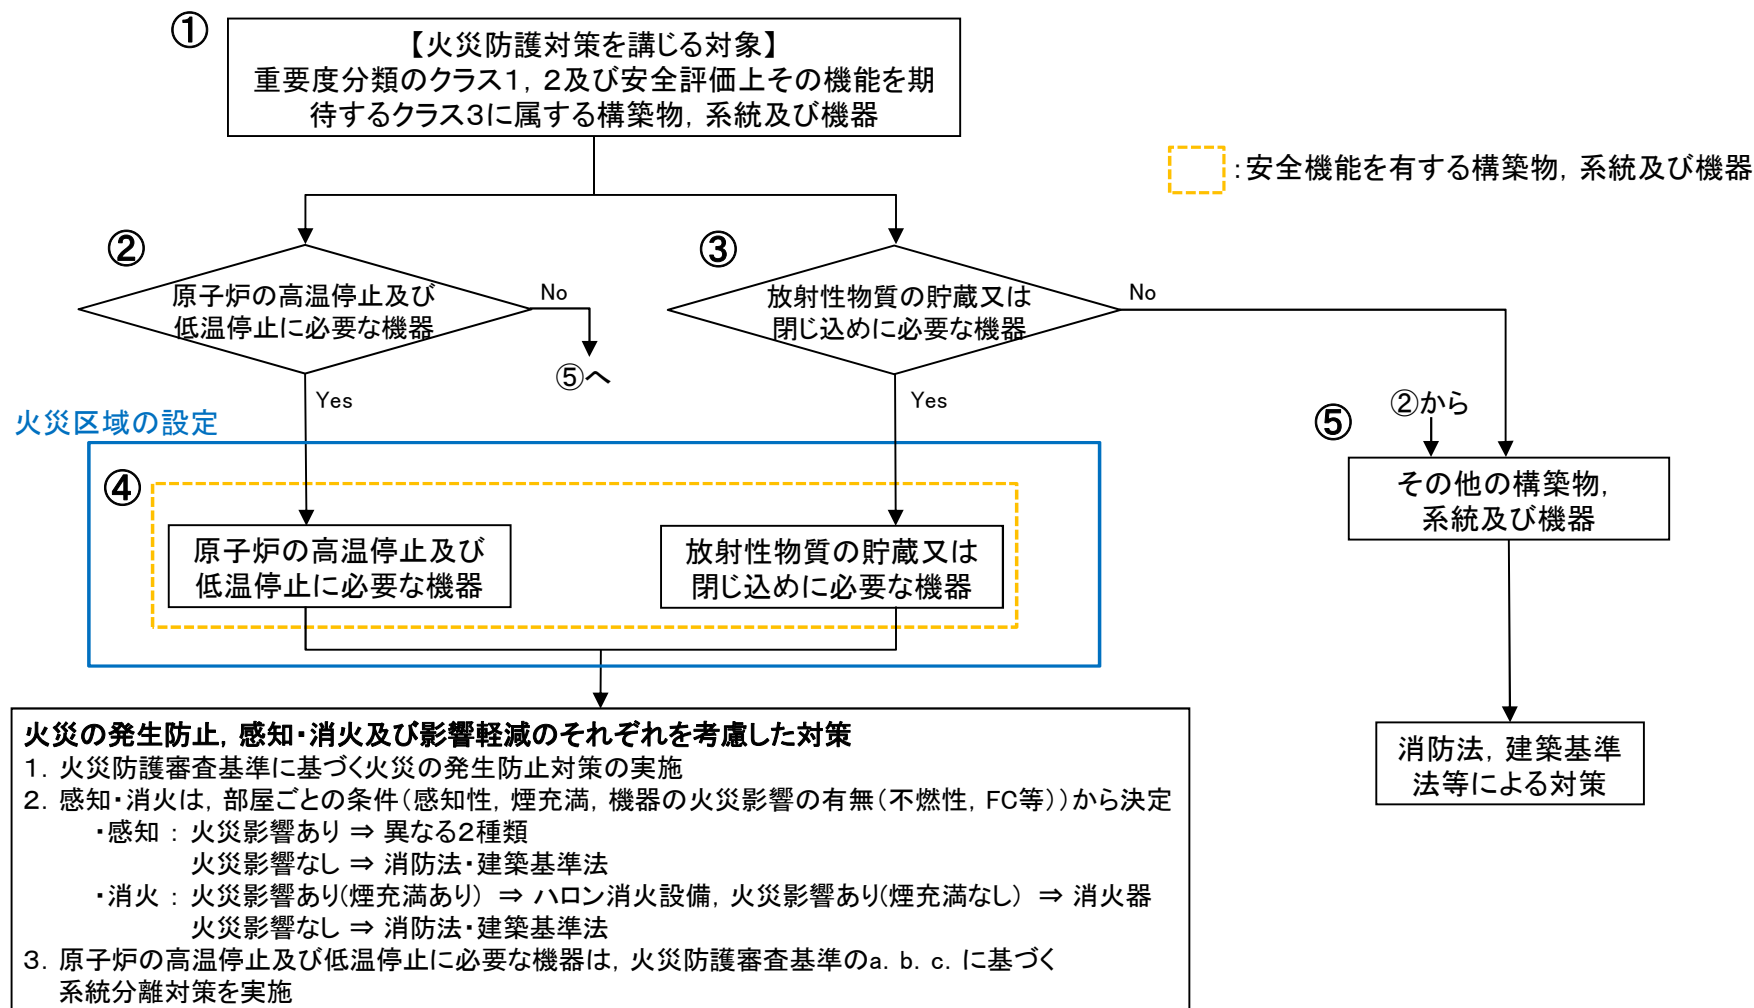 ①
【火災防護対策を講じる対象】
重要度分類のクラス1，2及び安全評価上その機能を期
待するクラス3に属する構築物，系統及び機器
：安全機能を有する構築物，系統及び機器
②
原子炉の高温停止及び
低温停止に必要な機器
No
⑤へ
Yes
③
放射性物質の貯蔵又は
閉じ込めに必要な機器
No
Yes
火災区域の設定
④
原子炉の高温停止及び
低温停止に必要な機器
放射性物質の貯蔵又は
閉じ込めに必要な機器
②から
⑤
その他の構築物，
系統及び機器
消防法，建築基準
法等による対策
火災の発生防止，感知・消火及び影響軽減のそれぞれを考慮した対策
1．火災防護審査基準に基づく火災の発生防止対策の実施
2．感知・消火は，部屋ごとの条件（感知性，煙充満，機器の火災影響の有無（不燃性，FC等））から決定
・感知 ： 火災影響あり ⇒ 異なる2種類
火災影響なし ⇒ 消防法・建築基準法
・消火 ： 火災影響あり(煙充満あり) ⇒ ハロン消火設備，火災影響あり(煙充満なし) ⇒ 消火器
火災影響なし ⇒ 消防法・建築基準法
3．原子炉の高温停止及び低温停止に必要な機器は，火災防護審査基準のa．b．c．に基づく
系統分離対策を実施